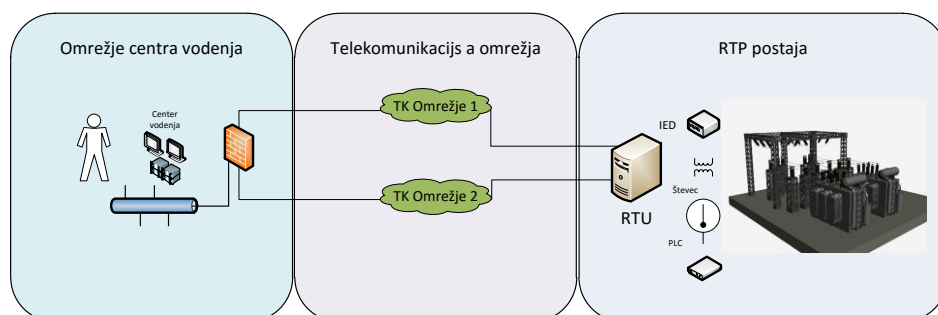 Omrežje centra vodenja
Telekomunikacijs a omrežja
RTP postaja
Center
vodenja
TK Omrežje 1
TK Omrežje 2
RTU
IED
Števec
PLC